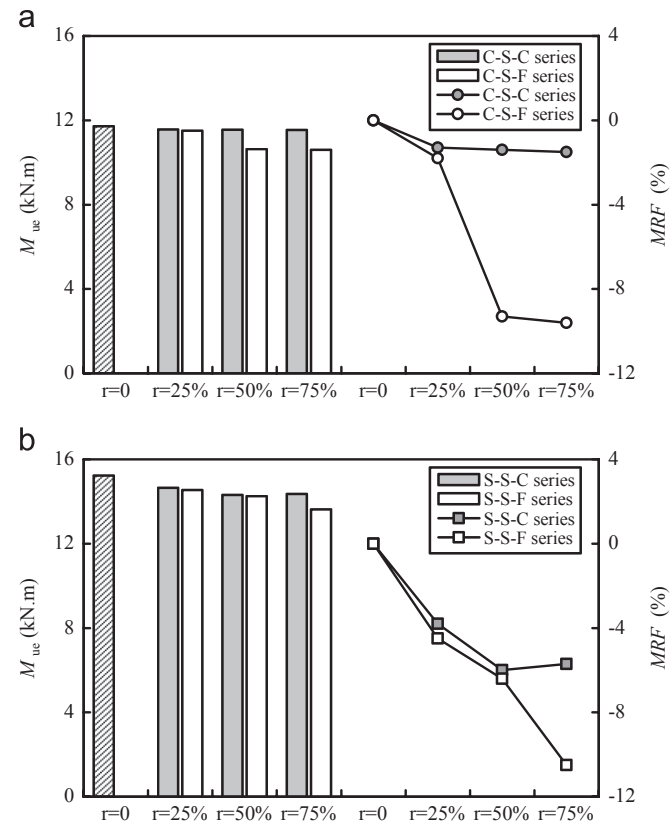 a
16
12
8
4
0
M ue (kN.m)
C-S-C series
C-S-F series
C-S-C series
C-S-F series
4
0
-4
-8
-12
MRF (%)
r=0 r=25% r=50% r=75% r=0 r=25% r=50% r=75%
b
16
12
8
4
0
M ue (kN.m)
S-S-C series
S-S-F series
S-S-C series
S-S-F series
4
0
-4
-8
-12
MRF (%)
r=0 r=25% r=50% r=75% r=0 r=25% r=50% r=75%